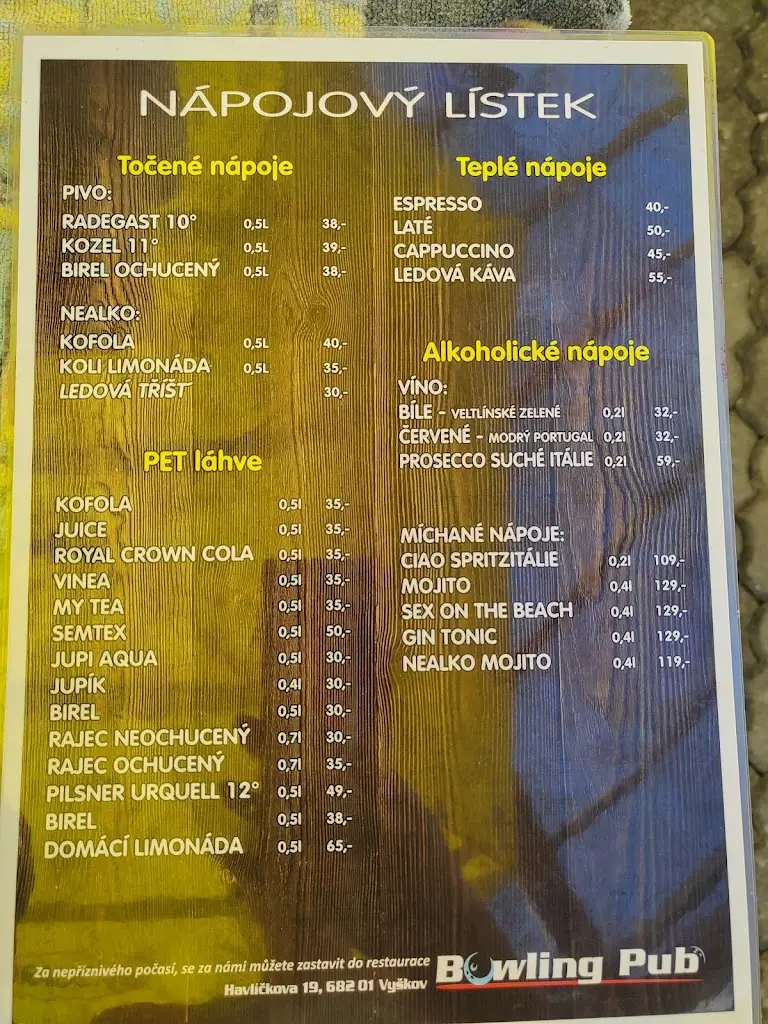 NÁPOJOVÝ LÍSTEK
Točené nápoje
PIVO:
RADEGAST 10° 0,5L 38,-
KOZEL 11° 0,5L 39,-
BIREL OCHUCENÝ 0,5L 38,-
NEALKO:
KOFOLA 0,5L 40,-
KOLI LIMONÁDA 0,5L 35,-
LEDOVÁ TŘÍŠŤ 30,-
PET láhve
KOFOLA 0,5l 35,-
JUICE 0,5l 35,-
ROYAL CROWN COLA 0,5l 35,-
VINEA 0,5l 35,-
MY TEA 0,5l 35,-
SEMTEX 0,5l 50,-
JUPI AQUA 0,5l 30,-
JUPÍK 0,4l 30,-
BIREL 0,5l 30,-
RAJEC NEOCHUCENÝ 0,7l 30,-
RAJEC OCHUCENÝ 0,7l 35,-
PILSNER URQUELL 12° 0,5l 49,-
BIREL 0,5l 38,-
DOMÁCÍ LIMONÁDA 0,5l 65,-
Teplé nápoje
ESPRESSO 40,-
LATÉ 50,-
CAPPUCCINO 45,-
LEDOVÁ KÁVA 55,-
Alkoholické nápoje
VÍNO:
BÍLE - VELTLÍNSKÉ ZELENÉ 0,2l 32,-
ČERVENÉ - MODRÝ PORTUGAL 0,2l 32,-
PROSECCO SUCHÉ ITÁLIE 0,2l 59,-
MÍCHANÉ NÁPOJE:
CIAO SPRITZITÁLIE 0,2l 109,-
MOJITO 0,4l 129,-
SEX ON THE BEACH 0,4l 129,-
GIN TONIC 0,4l 129,-
NEALKO MOJITO 0,4l 119,-
Za nepříznivého počasí, se za námi můžete zastavit do restaurace
Havlíčkova 19, 682 01 Vyškov
Bowling Pub